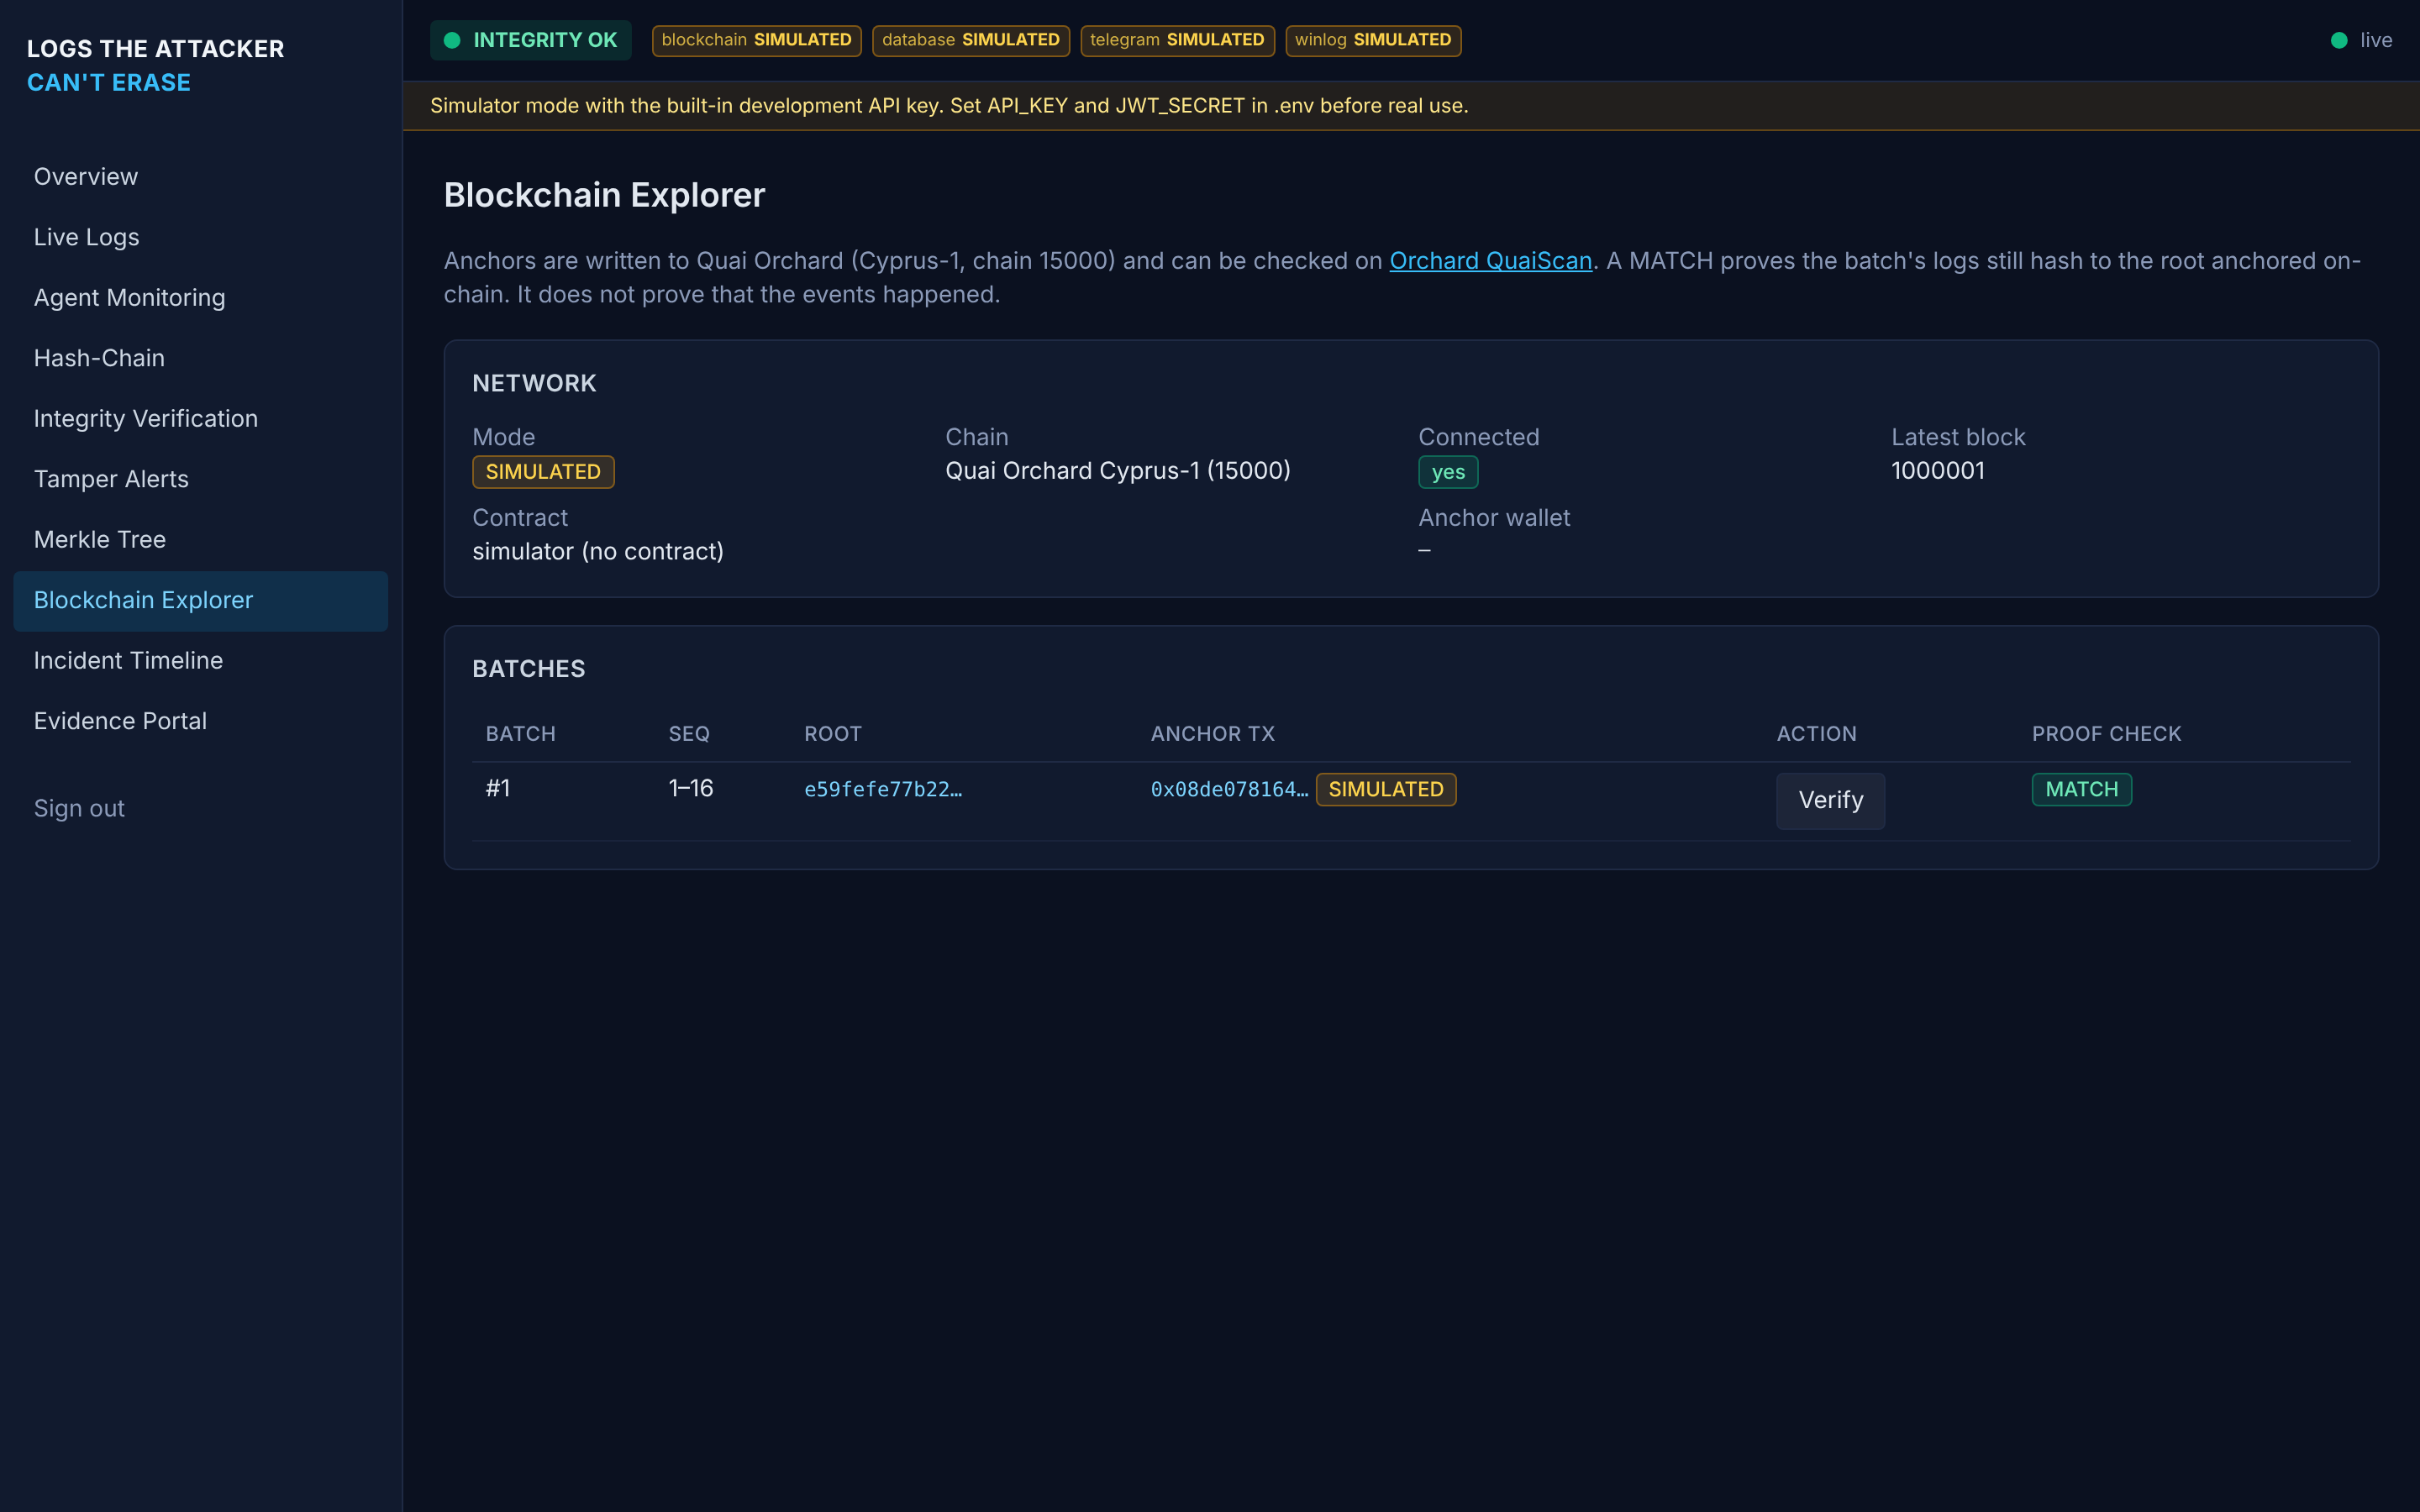 LOGS THE ATTACKER
CAN'T ERASE
Overview
Live Logs
Agent Monitoring
Hash-Chain
Integrity Verification
Tamper Alerts
Merkle Tree
Blockchain Explorer
Incident Timeline
Evidence Portal
Sign out
INTEGRITY OK blockchain SIMULATED database SIMULATED telegram SIMULATED winlog SIMULATED live
Simulator mode with the built-in development API key. Set API_KEY and JWT_SECRET in .env before real use.
Blockchain Explorer
Anchors are written to Quai Orchard (Cyprus-1, chain 15000) and can be checked on Orchard QuaiScan. A MATCH proves the batch's logs still hash to the root anchored on-
chain. It does not prove that the events happened.
NETWORK
Mode Chain Connected Latest block
SIMULATED Quai Orchard Cyprus-1 (15000) yes 1000001
Contract Anchor wallet
simulator (no contract) –
BATCHES
BATCH SEQ ROOT ANCHOR TX ACTION PROOF CHECK
#1 1–16 e59fefe77b22… 0x08de078164… SIMULATED Verify MATCH